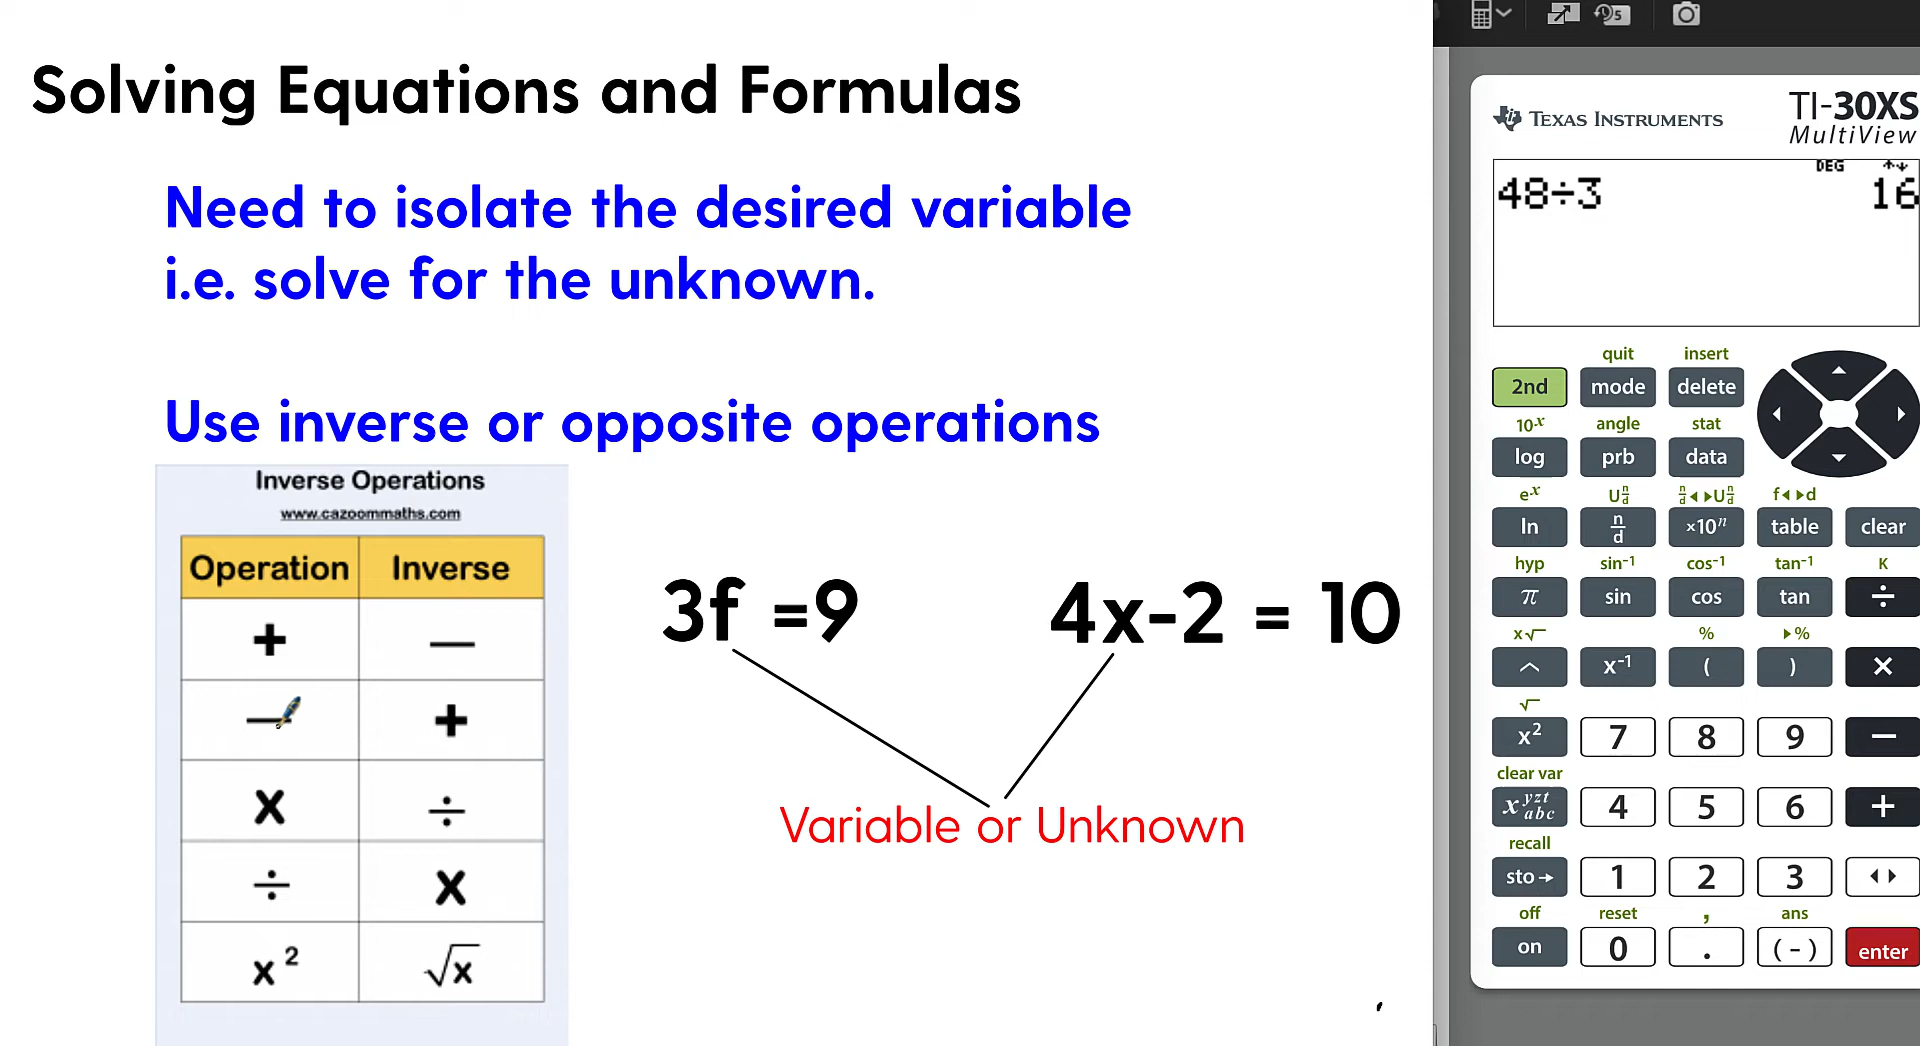 Solving Equations and Formulas
Need to isolate the desired variable
i.e. solve for the unknown.
Use inverse or opposite operations
Inverse Operations
www.cazoommaths.com
Operation Inverse
+ −
− +
x ÷
÷ x
x² √x
3f =9
4x-2 = 10
Variable or Unknown
5
TEXAS INSTRUMENTS
TI-30XS
MultiView
DEG
48÷3 16
quit insert
2nd mode delete
10ˣ angle stat
log prb data
eˣ U n/d n/d ◂ ▸ U n/d f ◂ ▸ d
ln n/d ×10ⁿ table clear
hyp sin⁻¹ cos⁻¹ tan⁻¹ K
π sin cos tan ÷
x√ % ▸%
^ x⁻¹ ( ) ×
√
x² 7 8 9 −
clear var
x yzt abc 4 5 6 +
recall
sto→ 1 2 3 ◂ ▸
off reset , ans
on 0 . (-) enter